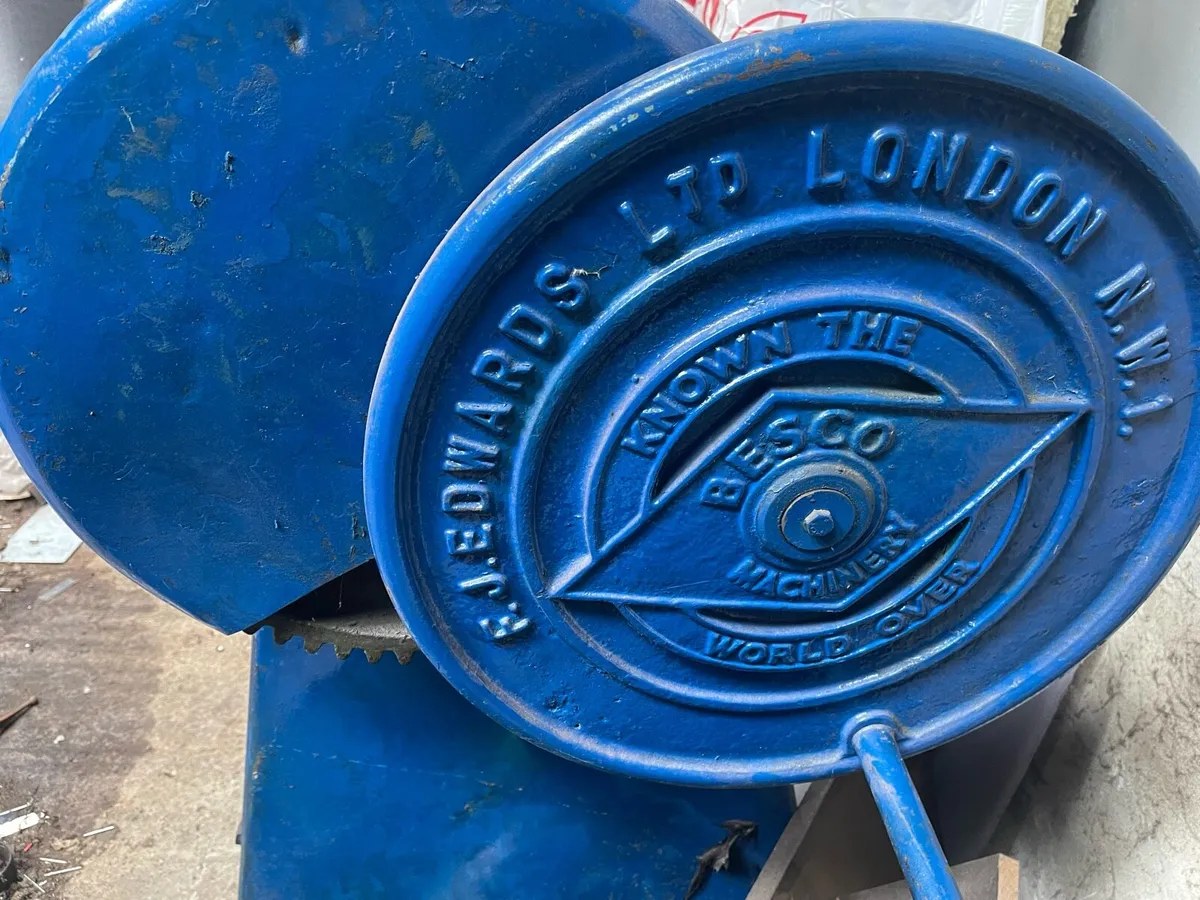 F.J.EDWARDS LTD LONDON N.W.1.
KNOWN THE
BESCO
MACHINERY
WORLD OVER